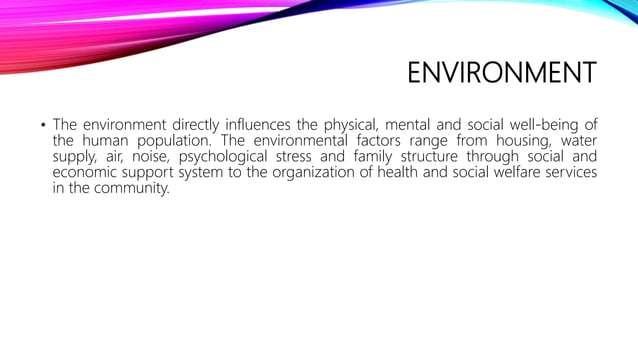 ENVIRONMENT
• The environment directly influences the physical, mental and social well-being of
the human population. The environmental factors range from housing, water
supply, air, noise, psychological stress and family structure through social and
economic support system to the organization of health and social welfare services
in the community.